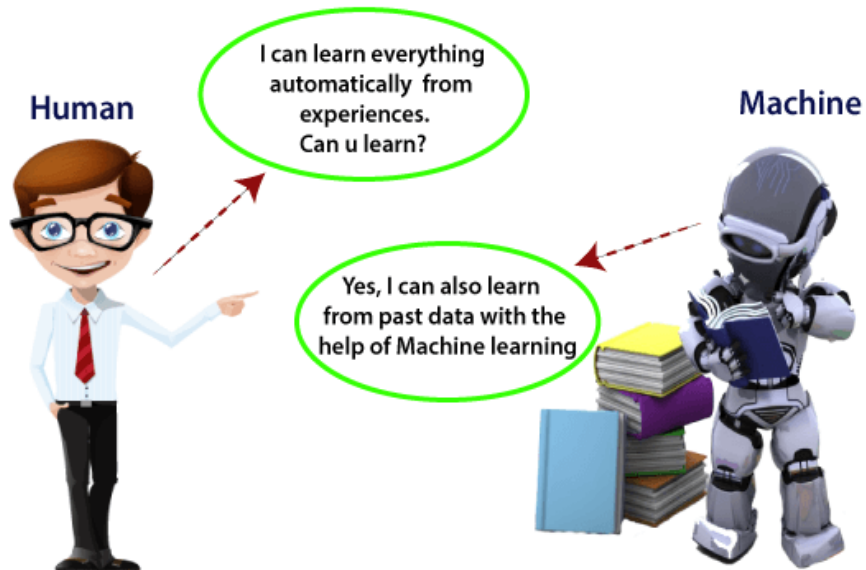 Human
I can learn everything
automatically from
experiences.
Can u learn?
Machine
Yes, I can also learn
from past data with the
help of Machine learning